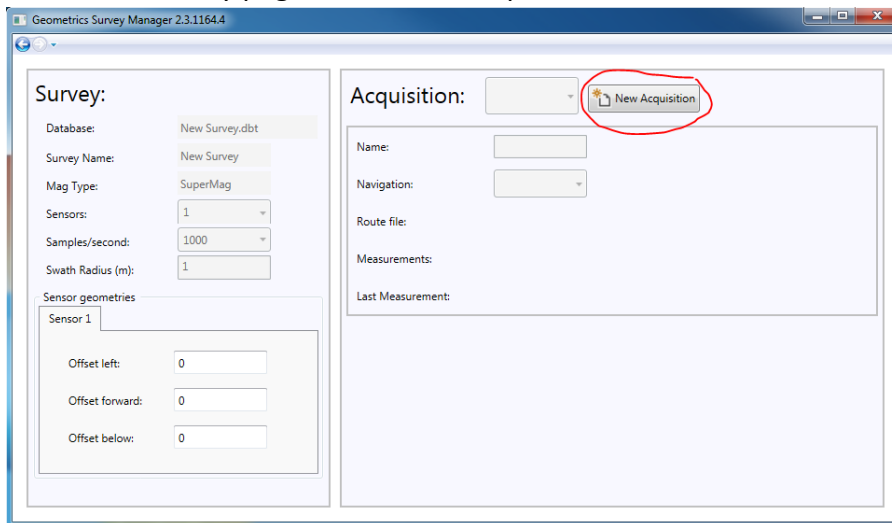 Geometrics Survey Manager 2.3.1164.4
Survey:
Database: New Survey.dbt
Survey Name: New Survey
Mag Type: SuperMag
Sensors: 1
Samples/second: 1000
Swath Radius (m): 1
Sensor geometries
Sensor 1
Offset left: 0
Offset forward: 0
Offset below: 0
Acquisition: New Acquisition
Name:
Navigation:
Route file:
Measurements:
Last Measurement: